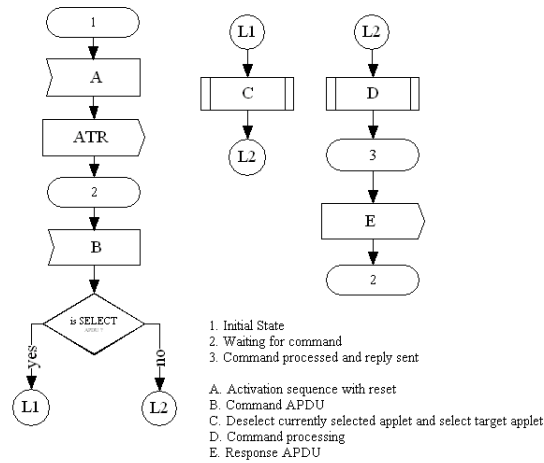 1
A
ATR
2
B
is SELECT
APDU ?
yes
no
L1
L2
L1
C
L2
L2
D
3
E
2
1. Initial State
2. Waiting for command
3. Command processed and reply sent
A. Activation sequence with reset
B. Command APDU
C. Deselect currently selected applet and select target applet
D. Command processing
E. Response APDU